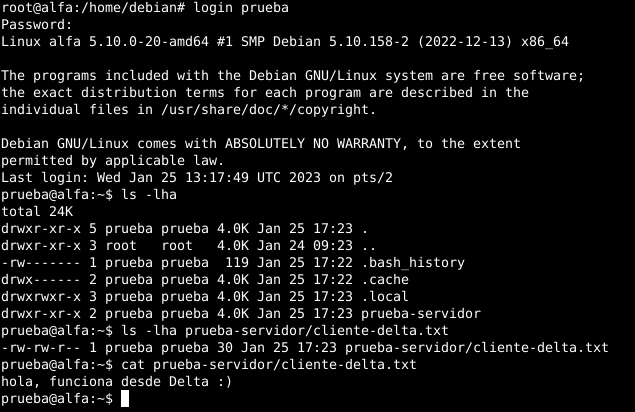 root@alfa:/home/debian# login prueba
Password:
Linux alfa 5.10.0-20-amd64 #1 SMP Debian 5.10.158-2 (2022-12-13) x86_64

The programs included with the Debian GNU/Linux system are free software;
the exact distribution terms for each program are described in the
individual files in /usr/share/doc/*/copyright.

Debian GNU/Linux comes with ABSOLUTELY NO WARRANTY, to the extent
permitted by applicable law.
Last login: Wed Jan 25 13:17:49 UTC 2023 on pts/2
prueba@alfa:~$ ls -lha
total 24K
drwxr-xr-x 5 prueba prueba 4.0K Jan 25 17:23 .
drwxr-xr-x 3 root   root   4.0K Jan 24 09:23 ..
-rw------- 1 prueba prueba  119 Jan 25 17:22 .bash_history
drwx------ 2 prueba prueba 4.0K Jan 25 17:22 .cache
drwxrwxr-x 3 prueba prueba 4.0K Jan 25 17:23 .local
drwxr-xr-x 2 prueba prueba 4.0K Jan 25 17:23 prueba-servidor
prueba@alfa:~$ ls -lha prueba-servidor/cliente-delta.txt
-rw-rw-r-- 1 prueba prueba 30 Jan 25 17:23 prueba-servidor/cliente-delta.txt
prueba@alfa:~$ cat prueba-servidor/cliente-delta.txt
hola, funciona desde Delta :)
prueba@alfa:~$